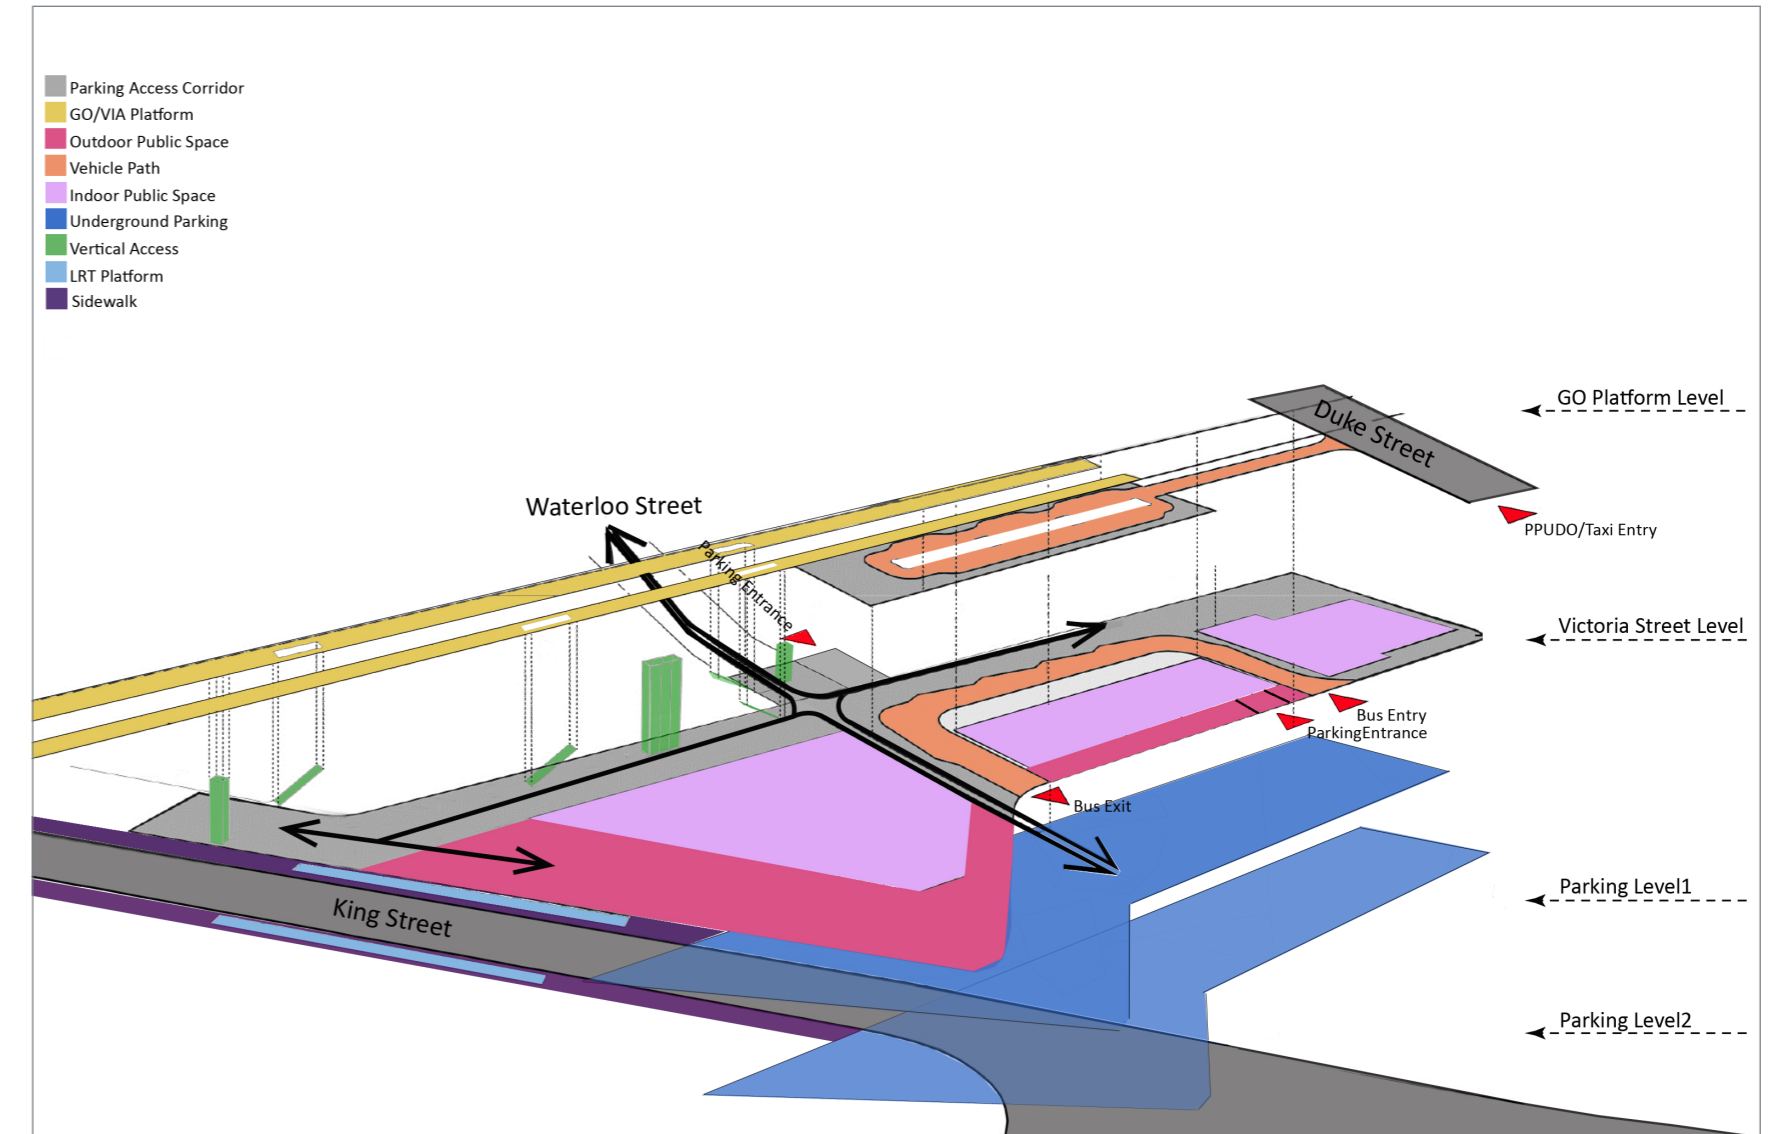 Parking Access Corridor
GO/VIA Platform
Outdoor Public Space
Vehicle Path
Indoor Public Space
Underground Parking
Vertical Access
LRT Platform
Sidewalk
GO Platform Level
Duke Street
Waterloo Street
PPUDO/Taxi Entry
Parking Entrance
Victoria Street Level
Bus Entry
ParkingEntrance
Bus Exit
Parking Level1
King Street
Parking Level2